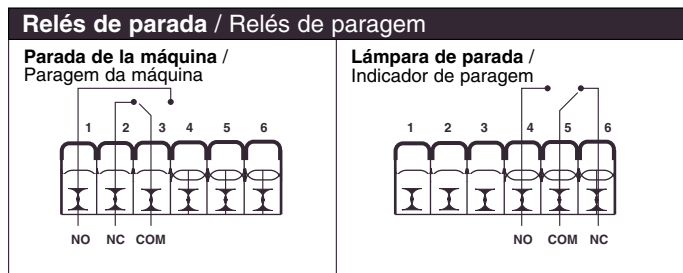 Relés de parada / Relés de paragem
Parada de la máquina /
Paragem da máquina
1 2 3 4 5 6
NO NC COM
Lámpara de parada /
Indicador de paragem
1 2 3 4 5 6
NO COM NC